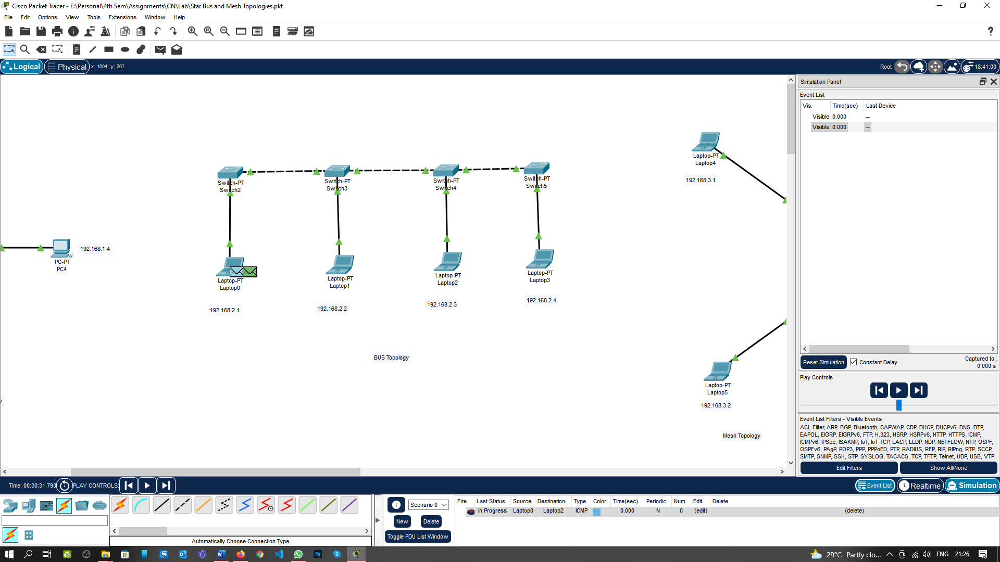 Cisco Packet Tracer - E:\Personal\4th Sem\Assignments\CN\Lab\Star Bus and Mesh Topologies.pkt
File Edit Options View Tools Extensions Window Help
Logical Physical x: 1604, y: 267 Root 18:41:00
Simulation Panel
Event List
Vis. Time(sec) Last Device
Visible 0.000 --
Visible 0.000 --
Laptop-PT
Laptop4
192.168.3.1
Switch-PT
Switch2
Switch-PT
Switch3
Switch-PT
Switch4
Switch-PT
Switch5
PC-PT
PC4
192.168.1.4
Laptop-PT
Laptop0
192.168.2.1
Laptop-PT
Laptop1
192.168.2.2
Laptop-PT
Laptop2
192.168.2.3
Laptop-PT
Laptop3
192.168.2.4
BUS Topology
Laptop-PT
Laptop5
192.168.3.2
Mesh Topology
Reset Simulation Constant Delay Captured to:
0.000 s
Play Controls
Event List Filters - Visible Events
ACL Filter, ARP, BGP, Bluetooth, CAPWAP, CDP, DHCP, DHCPv6, DNS, DTP,
EAPOL, EIGRP, EIGRPv6, FTP, H.323, HSRP, HSRPv6, HTTP, HTTPS, ICMP,
ICMPv6, IPSec, ISAKMP, IoT, IoT TCP, LACP, LLDP, NDP, NETFLOW, NTP, OSPF,
OSPFv6, PAgP, POP3, PPP, PPPoED, PTP, RADIUS, REP, RIP, RIPng, RTP, SCCP,
SMTP, SNMP, SSH, STP, SYSLOG, TACACS, TCP, TFTP, Telnet, UDP, USB, VTP
Edit Filters Show All/None
Time: 00:30:31.790 PLAY CONTROLS: Event List Realtime Simulation
Scenario 0
New Delete
Toggle PDU List Window
Fire Last Status Source Destination Type Color Time(sec) Periodic Num Edit Delete
In Progress Laptop0 Laptop2 ICMP 0.000 N 0 (edit) (delete)
Automatically Choose Connection Type
29°C Partly clo... ENG 21:26